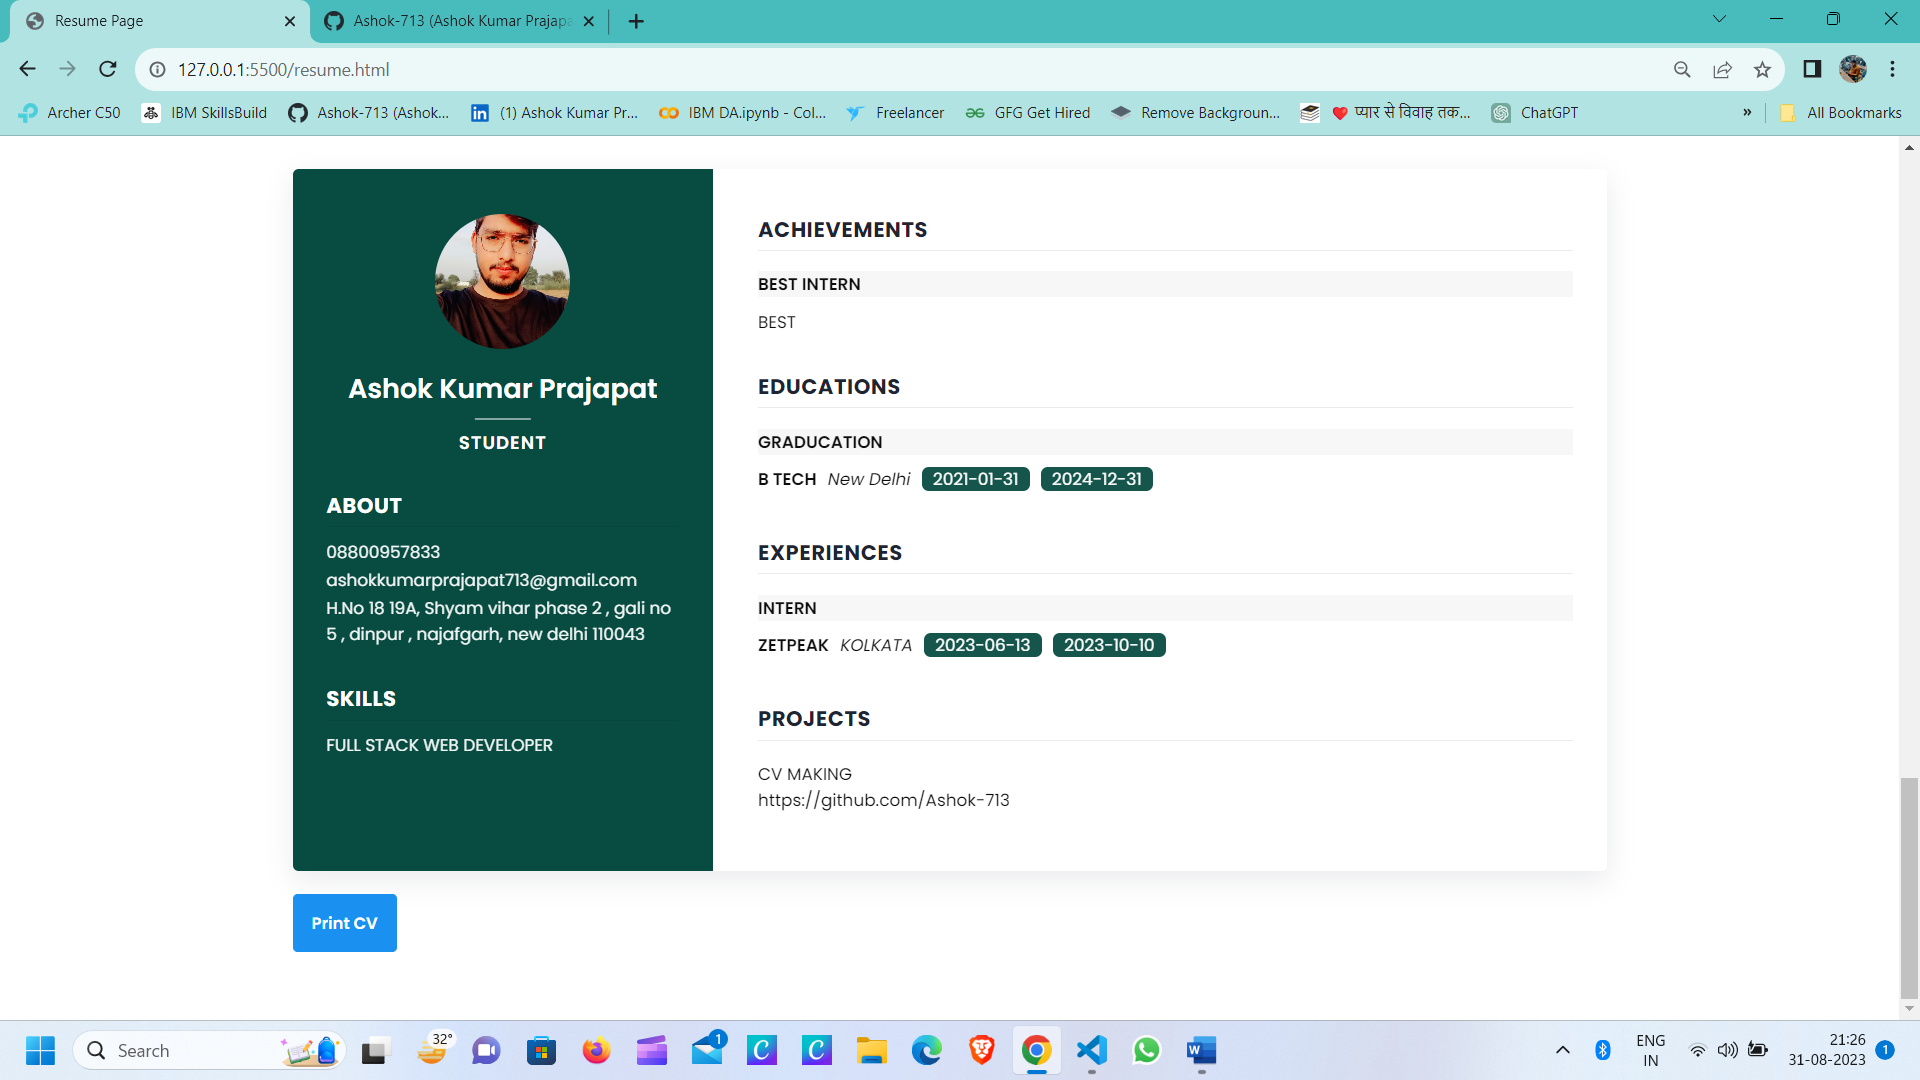 Resume Page
Ashok-713 (Ashok Kumar Prajapa
127.0.0.1:5500/resume.html
Archer C50
IBM SkillsBuild
Ashok-713 (Ashok...
(1) Ashok Kumar Pr...
IBM DA.ipynb - Col...
Freelancer
GFG Get Hired
Remove Backgroun...
प्यार से विवाह तक...
ChatGPT
»
All Bookmarks
Ashok Kumar Prajapat
STUDENT
ABOUT
08800957833
ashokkumarprajapat713@gmail.com
H.No 18 19A, Shyam vihar phase 2 , gali no
5 , dinpur , najafgarh, new delhi 110043
SKILLS
FULL STACK WEB DEVELOPER
ACHIEVEMENTS
BEST INTERN
BEST
EDUCATIONS
GRADUCATION
B TECH New Delhi 2021-01-31 2024-12-31
EXPERIENCES
INTERN
ZETPEAK KOLKATA 2023-06-13 2023-10-10
PROJECTS
CV MAKING
https://github.com/Ashok-713
Print CV
Search
32°
1
ENG
IN
21:26
31-08-2023
1